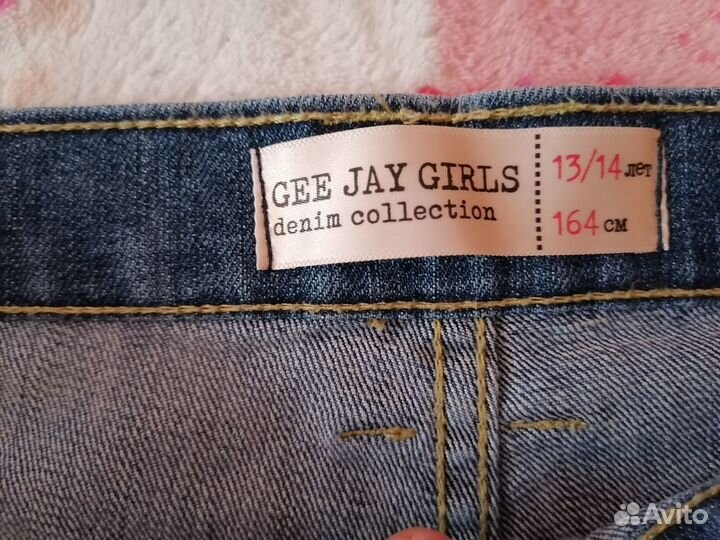 GEE JAY GIRLS
denim collection
13/14 лет
164 см
Avito